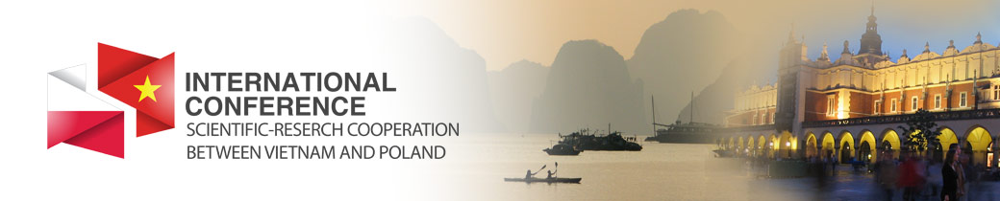 INTERNATIONAL
CONFERENCE
SCIENTIFIC-RESERCH COOPERATION
BETWEEN VIETNAM AND POLAND